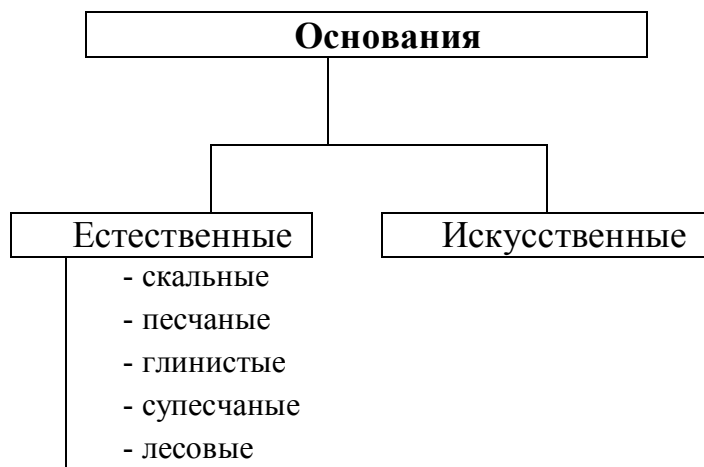 Основания
Естественные Искусственные
- скальные
- песчаные
- глинистые
- супесчаные
- лесовые